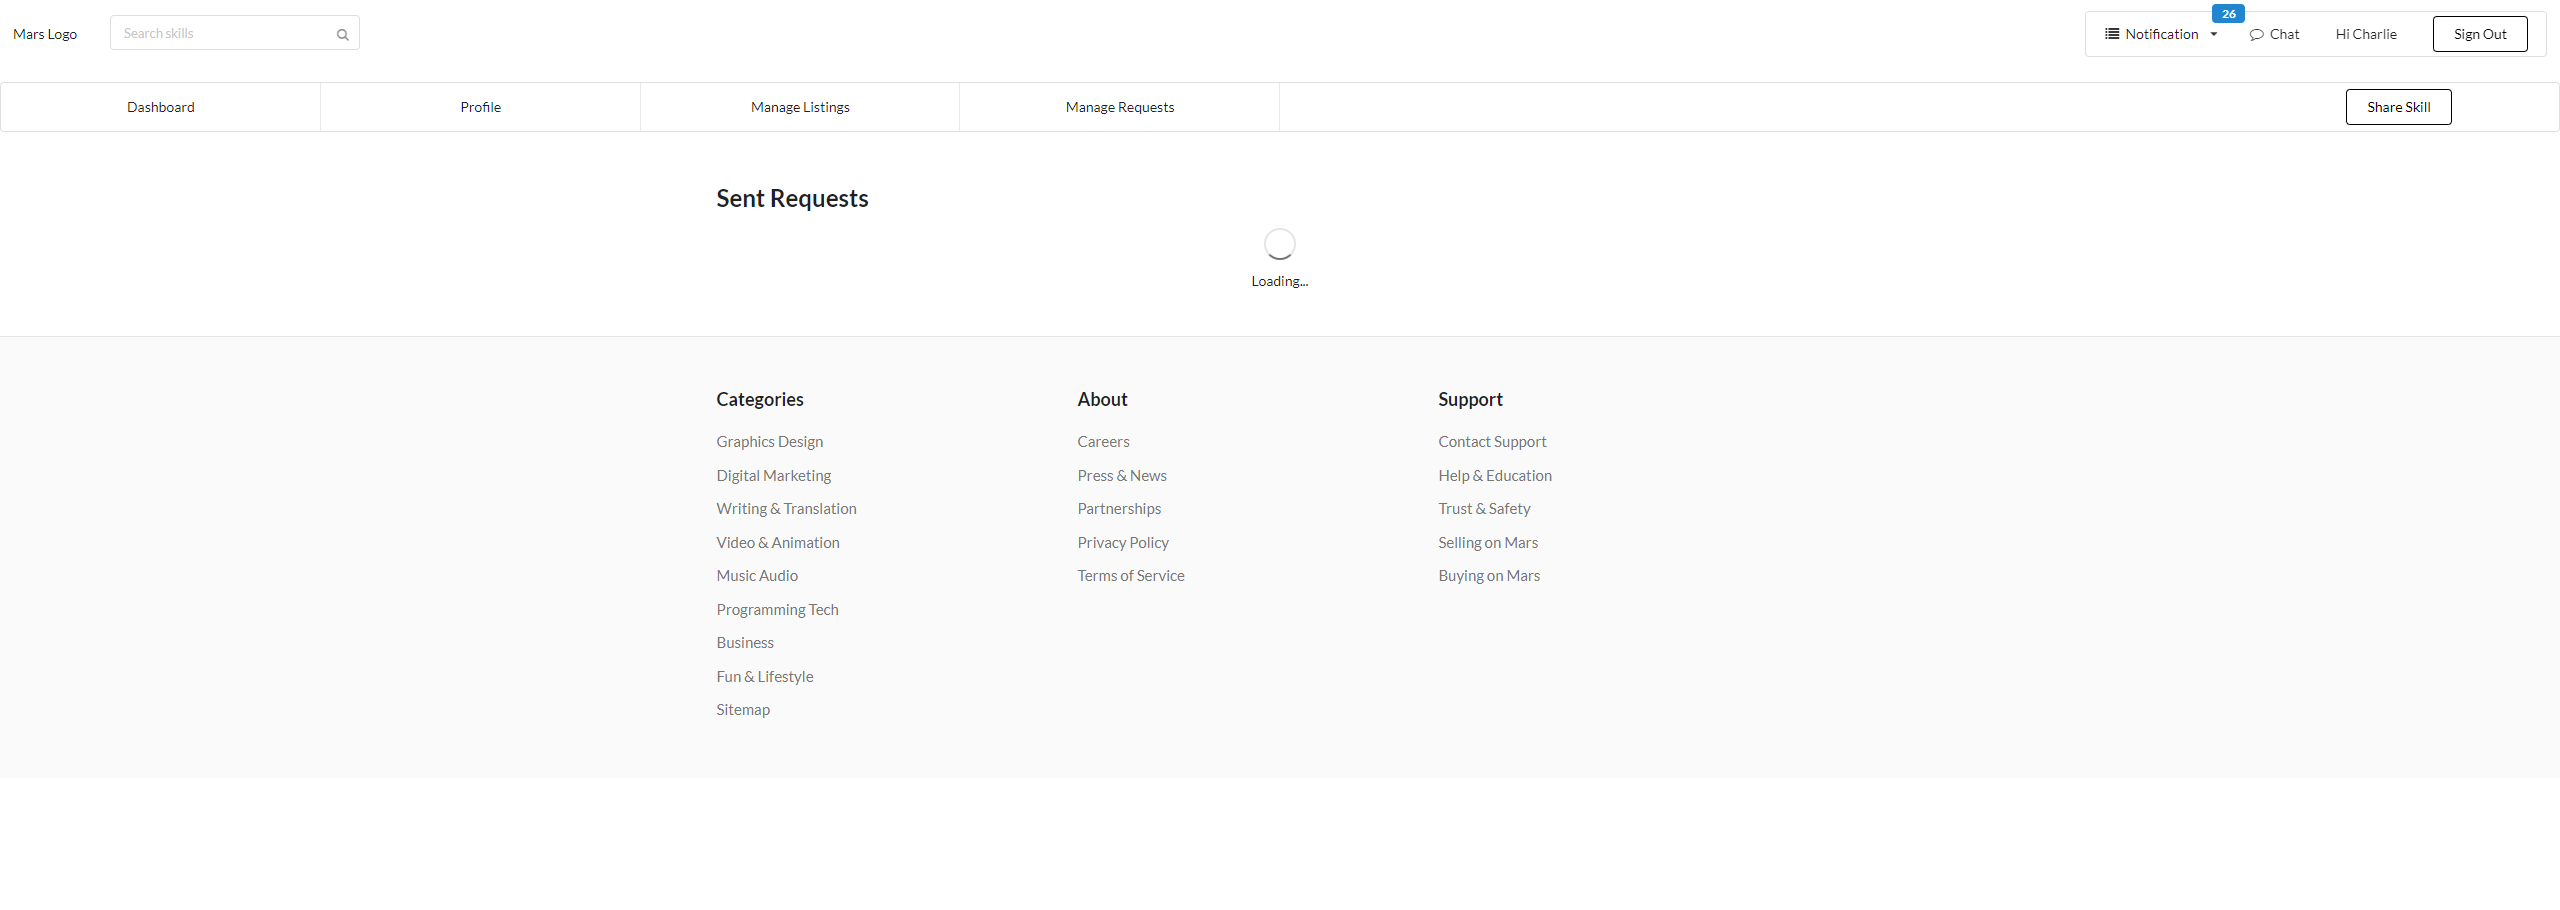 Mars Logo
Search skills
26
Notification
Chat
Hi Charlie
Sign Out
Dashboard
Profile
Manage Listings
Manage Requests
Share Skill
Sent Requests
Loading...
Categories
Graphics Design
Digital Marketing
Writing & Translation
Video & Animation
Music Audio
Programming Tech
Business
Fun & Lifestyle
Sitemap
About
Careers
Press & News
Partnerships
Privacy Policy
Terms of Service
Support
Contact Support
Help & Education
Trust & Safety
Selling on Mars
Buying on Mars